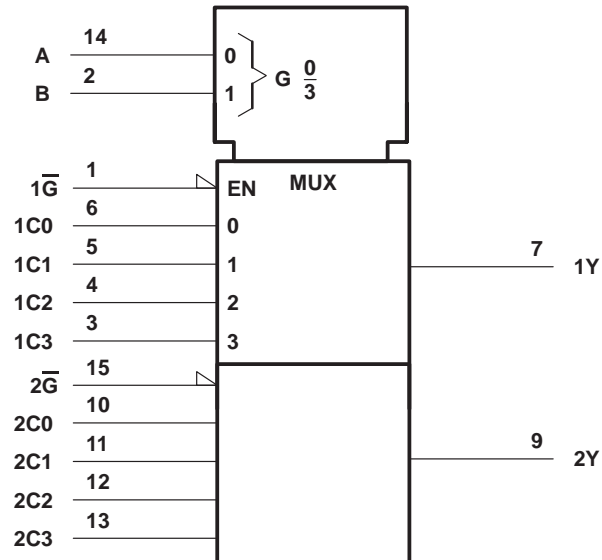 A 14 0 G 0/3
B 2 1
1G̅ 1 EN MUX
1C0 6 0
1C1 5 1 7 1Y
1C2 4 2
1C3 3 3
2G̅ 15
2C0 10
2C1 11 9 2Y
2C2 12
2C3 13